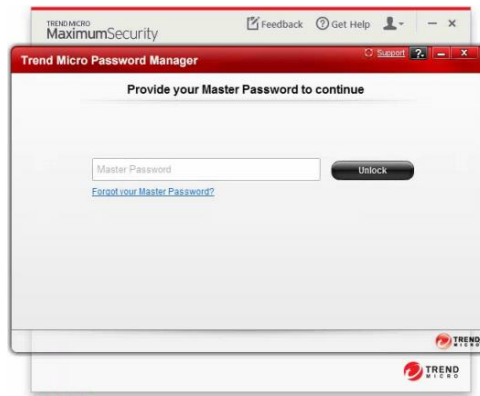 TREND MICRO
MaximumSecurity
Feedback
Get Help
Trend Micro Password Manager
Support
?
Provide your Master Password to continue
Master Password
Unlock
Forgot your Master Password?
TREND
MICRO
TREND
MICRO